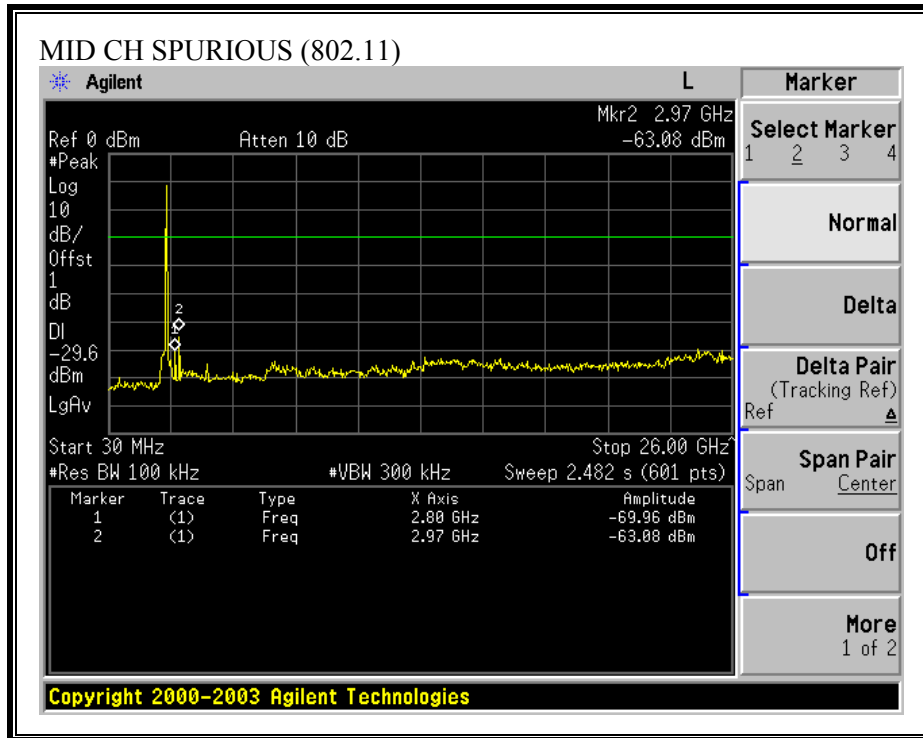 MID CH SPURIOUS (802.11)
Agilent L Marker
Mkr2 2.97 GHz
Ref 0 dBm Atten 10 dB -63.08 dBm
#Peak
Log
10
dB/
Offst
1
dB
DI
-29.6
dBm
LgAv
1
2
Start 30 MHz Stop 26.00 GHz^
#Res BW 100 kHz #VBW 300 kHz Sweep 2.482 s (601 pts)
Marker Trace Type X Axis Amplitude
1 (1) Freq 2.80 GHz -69.96 dBm
2 (1) Freq 2.97 GHz -63.08 dBm
Select Marker
1 2 3 4
Normal
Delta
Delta Pair
(Tracking Ref)
Ref Δ
Span Pair
Span Center
Off
More
1 of 2
Copyright 2000-2003 Agilent Technologies